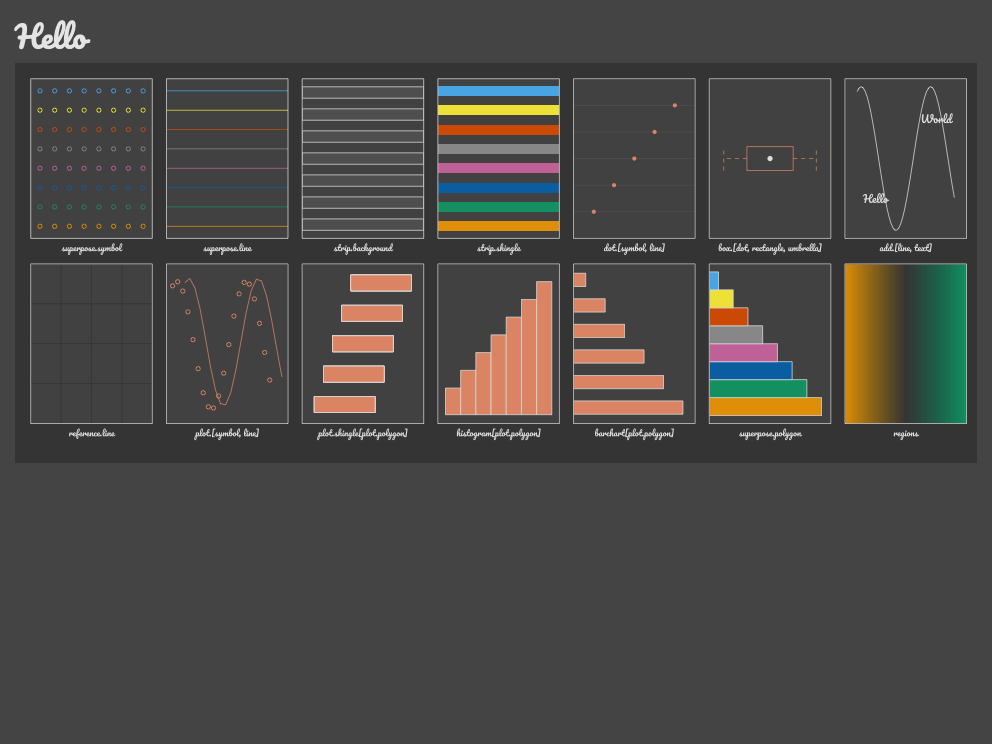 Hello
World
Hello
superpose.symbol
superpose.line
strip.background
strip.shingle
dot.[symbol, line]
box.[dot, rectangle, umbrella]
add.[line, text]
reference.line
plot.[symbol, line]
plot.shingle[plot.polygon]
histogram[plot.polygon]
barchart[plot.polygon]
superpose.polygon
regions